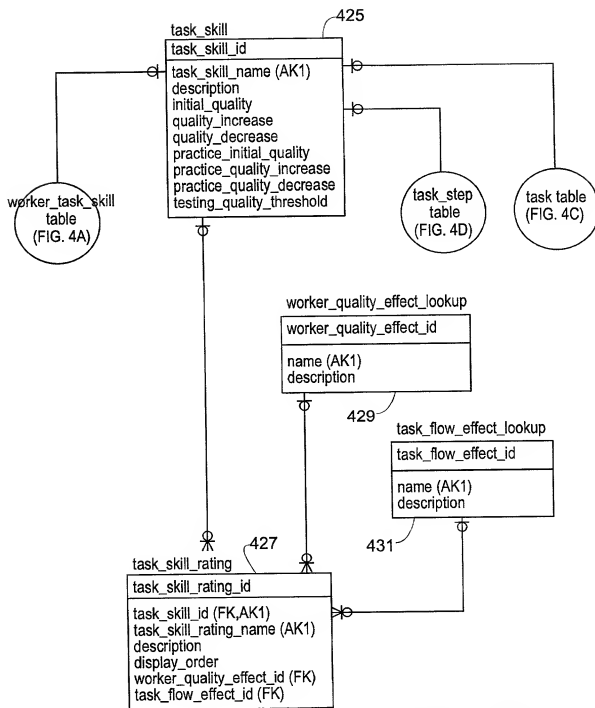 task_skill
425
task_skill_id
task_skill_name (AK1)
description
initial_quality
quality_increase
quality_decrease
practice_initial_quality
practice_quality_increase
practice_quality_decrease
testing_quality_threshold
worker_task_skill
table
(FIG. 4A)
task_step
table
(FIG. 4D)
task table
(FIG. 4C)
worker_quality_effect_lookup
worker_quality_effect_id
name (AK1)
description
429
task_flow_effect_lookup
task_flow_effect_id
name (AK1)
description
431
task_skill_rating
427
task_skill_rating_id
task_skill_id (FK,AK1)
task_skill_rating_name (AK1)
description
display_order
worker_quality_effect_id (FK)
task_flow_effect_id (FK)